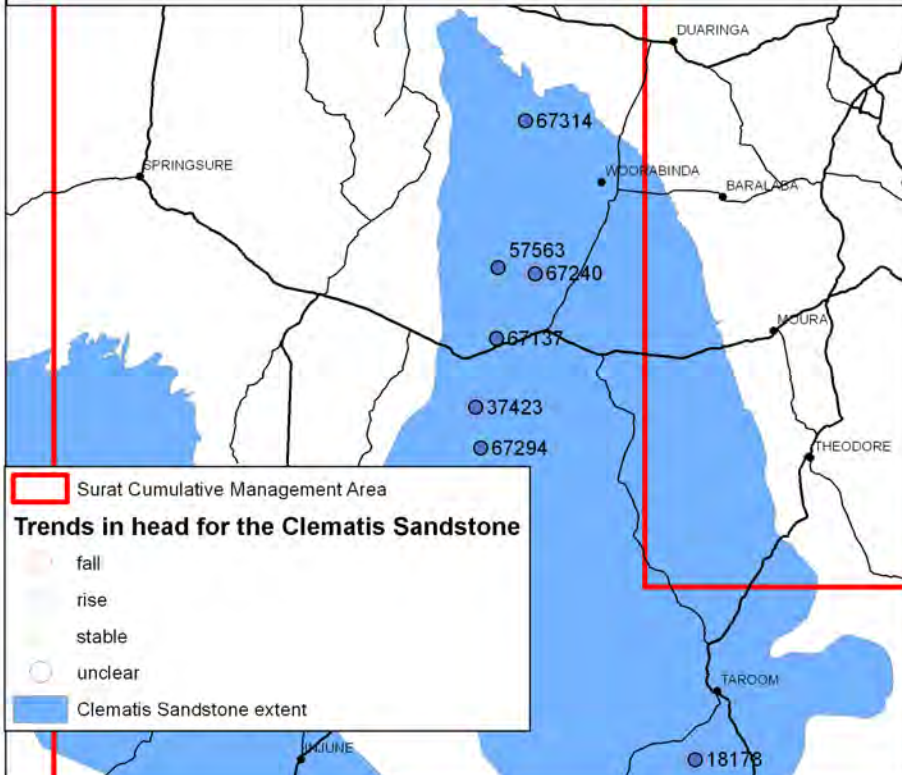 DUARINGA
67314
SPRINGSURE
WOORABINDA
BARALABA
57563
67240
MOURA
67137
37423
67294
THEODORE
Surat Cumulative Management Area
Trends in head for the Clematis Sandstone
fall
rise
stable
unclear
Clematis Sandstone extent
TAROOM
INJUNE
18173